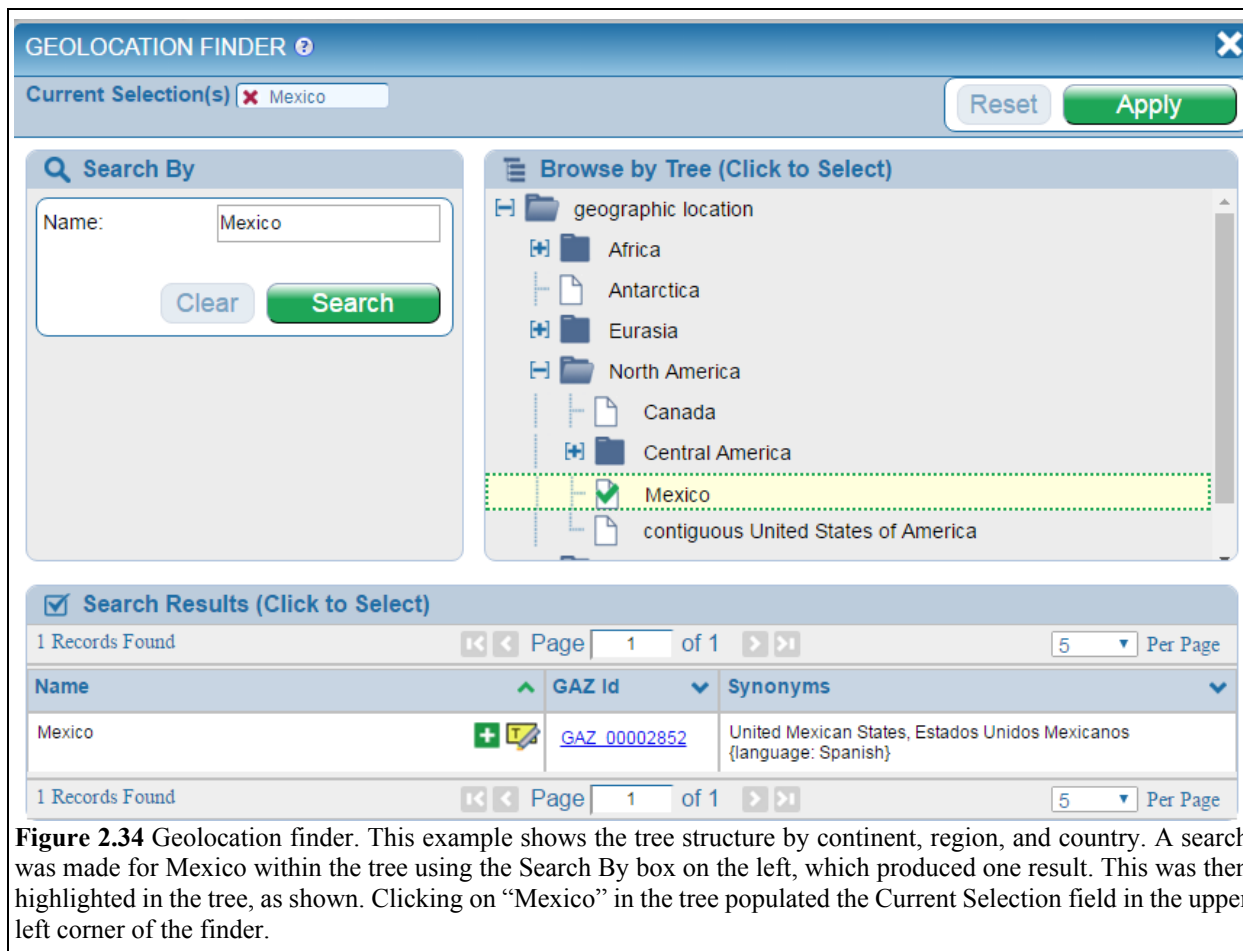 GEOLOCATION FINDER ?
Current Selection(s) Mexico
Reset Apply
Search By
Name: Mexico
Clear Search
Browse by Tree (Click to Select)
geographic location
Africa
Antarctica
Eurasia
North America
Canada
Central America
Mexico
contiguous United States of America
Search Results (Click to Select)
1 Records Found Page 1 of 1 5 Per Page
Name GAZ Id Synonyms
Mexico T GAZ_00002852 United Mexican States, Estados Unidos Mexicanos
{language: Spanish}
1 Records Found Page 1 of 1 5 Per Page
Figure 2.34 Geolocation finder. This example shows the tree structure by continent, region, and country. A search
was made for Mexico within the tree using the Search By box on the left, which produced one result. This was then
highlighted in the tree, as shown. Clicking on “Mexico” in the tree populated the Current Selection field in the upper
left corner of the finder.